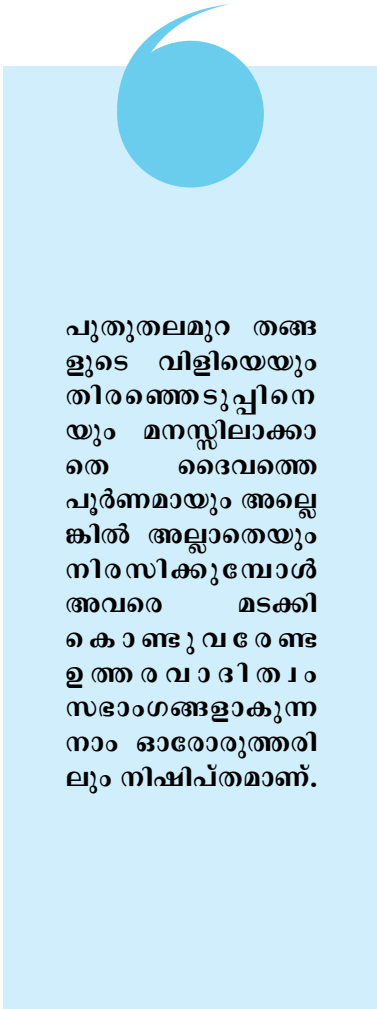 പുതുതലമുറ തങ്ങ
ളുടെ വിളിയെയും
തിരഞ്ഞെടുപ്പിനെ
യും മനസ്സിലാക്കാ
തെ ദൈവത്തെ
പൂർണമായും അല്ലെ
ങ്കിൽ അല്ലാതെയും
നിരസിക്കുമ്പോൾ
അവരെ മടക്കി
കൊണ്ടുവരേണ്ട
ഉത്തരവാദിത്വം
സഭാംഗങ്ങളാകുന്ന
നാം ഓരോരുത്തരി
ലും നിഷിപ്തമാണ്.